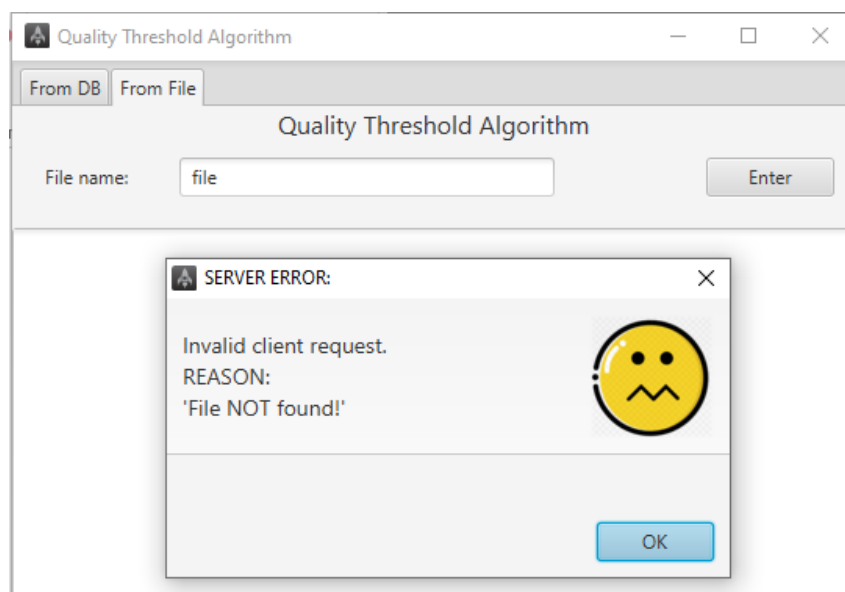 Quality Threshold Algorithm
From DB From File
Quality Threshold Algorithm
File name: file Enter
SERVER ERROR:
Invalid client request.
REASON:
'File NOT found!'
OK